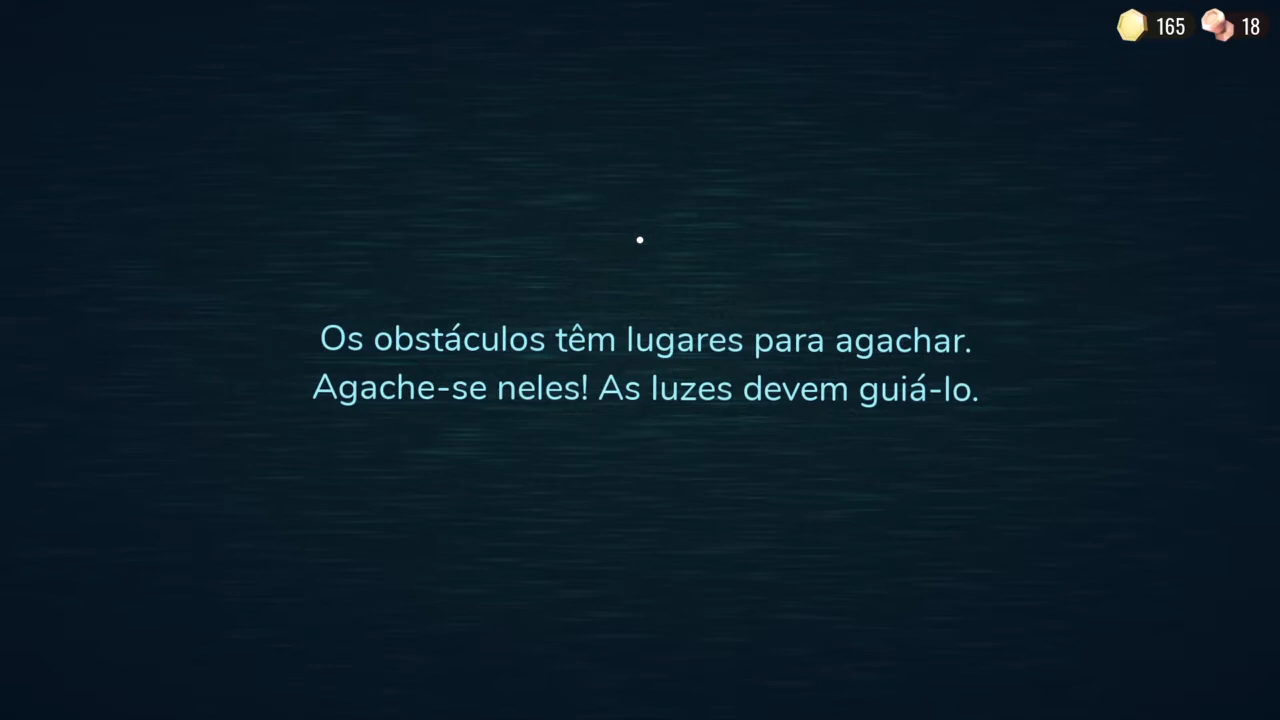 165 18
Os obstáculos têm lugares para agachar.
Agache-se neles! As luzes devem guiá-lo.